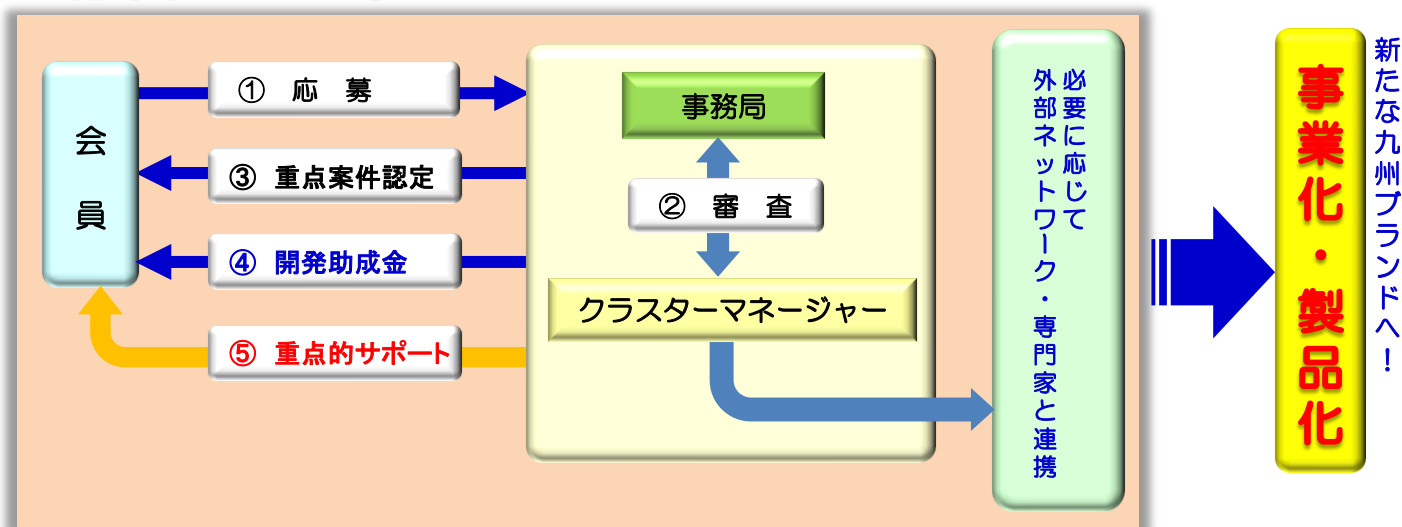 会員
① 応 募
③ 重点案件認定
④ 開発助成金
⑤ 重点的サポート
事務局
② 審 査
クラスターマネージャー
必要に応じて
外部ネットワーク・専門家と連携
事業化・製品化
新たな九州ブランドへ！